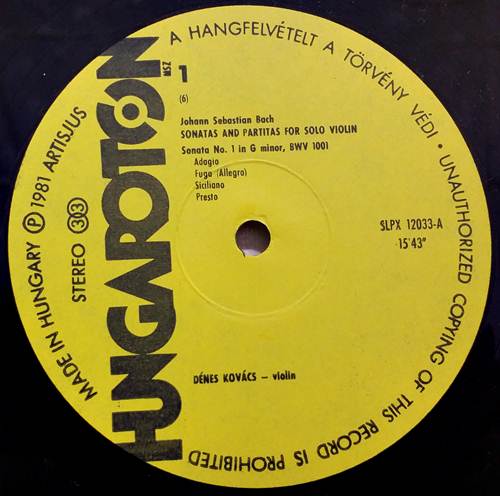 A HANGFELVÉTELT A TÖRVÉNY VÉDI • UNAUTHORIZED COPYING OF THIS RECORD IS PROHIBITED
MADE IN HUNGARY Ⓟ 1981 ARTISJUS
STEREO 33
HUNGAROTON
MSZ
1
(6)
Johann Sebastian Bach
SONATAS AND PARTITAS FOR SOLO VIOLIN
Sonata No. 1 in G minor, BWV 1001
Adagio
Fuga (Allegro)
Siciliano
Presto
SLPX 12033-A
15'43"
DÉNES KOVÁCS – violin